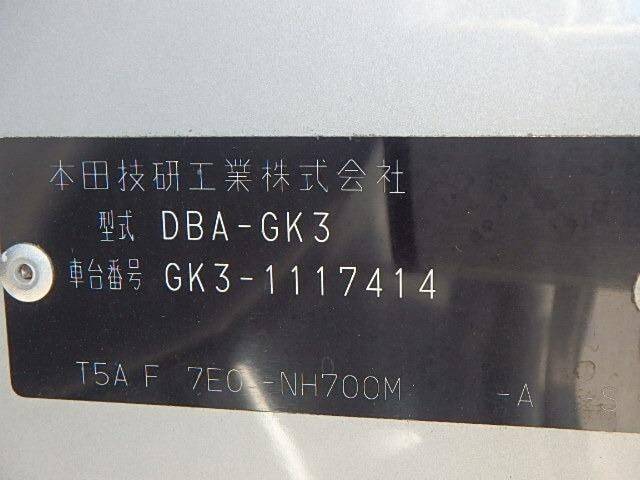 本田技研工業株式会社
型式 DBA-GK3
車台番号 GK3-1117414
T5A F 7E0--NH700M -A -S